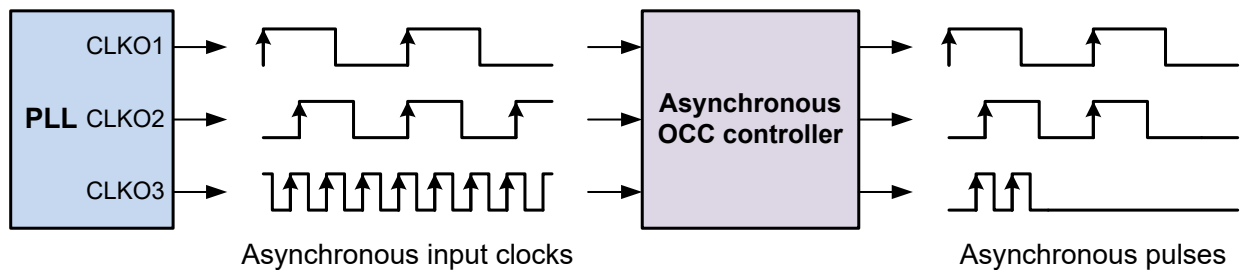 CLKO1
PLL CLKO2
CLKO3
Asynchronous
OCC controller
Asynchronous input clocks
Asynchronous pulses